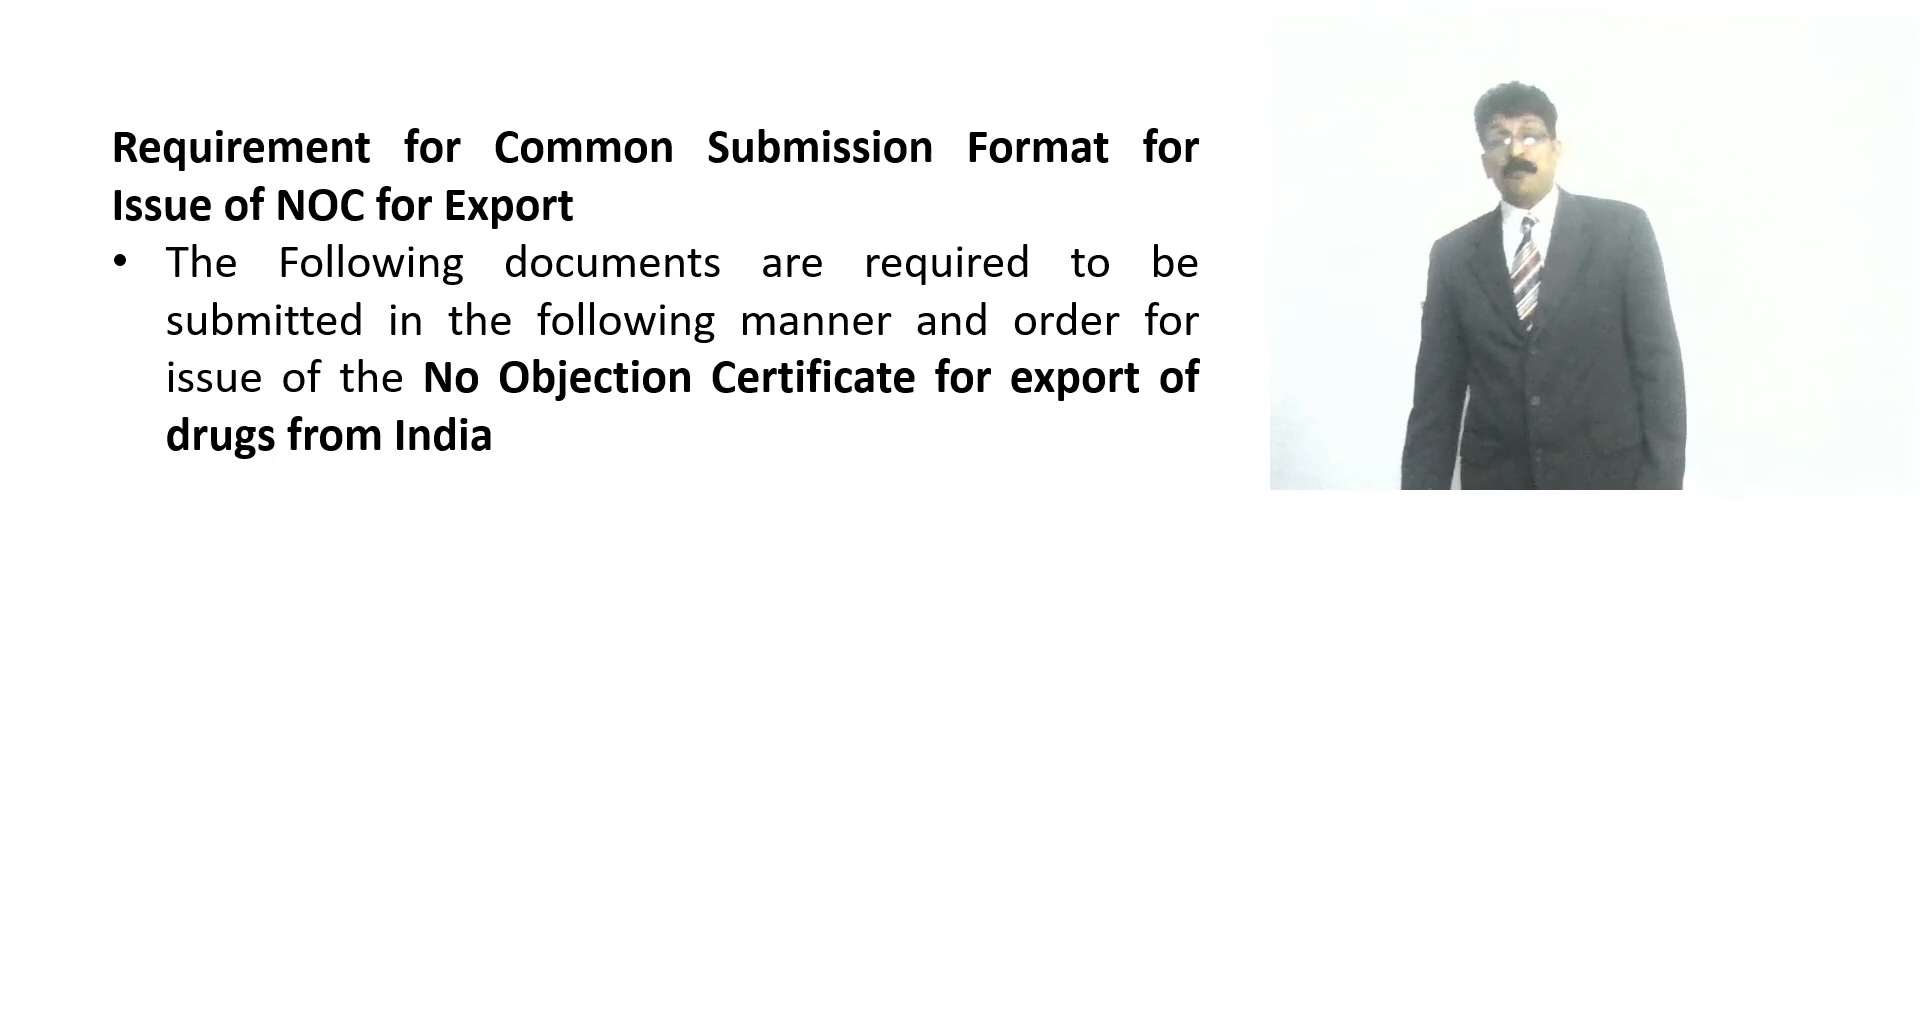 Requirement for Common Submission Format for
Issue of NOC for Export
• The Following documents are required to be
submitted in the following manner and order for
issue of the No Objection Certificate for export of
drugs from India